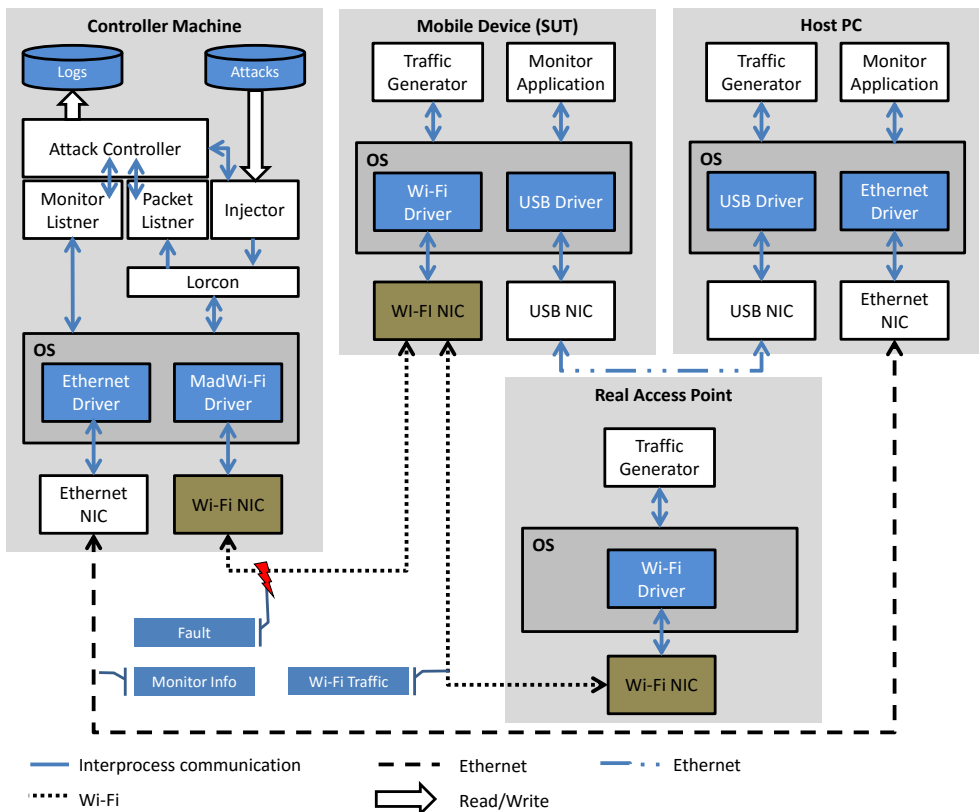 Controller Machine
Logs
Attacks
Attack Controller
Monitor
Listner
Packet
Listner
Injector
Lorcon
OS
Ethernet
Driver
MadWi-Fi
Driver
Ethernet
NIC
Wi-Fi NIC
Mobile Device (SUT)
Traffic
Generator
Monitor
Application
OS
Wi-Fi
Driver
USB Driver
WI-FI NIC
USB NIC
Host PC
Traffic
Generator
Monitor
Application
OS
USB Driver
Ethernet
Driver
USB NIC
Ethernet
NIC
Real Access Point
Traffic
Generator
OS
Wi-Fi
Driver
Wi-Fi NIC
Fault
Monitor Info
Wi-Fi Traffic
Interprocess communication
Ethernet
Ethernet
Wi-Fi
Read/Write